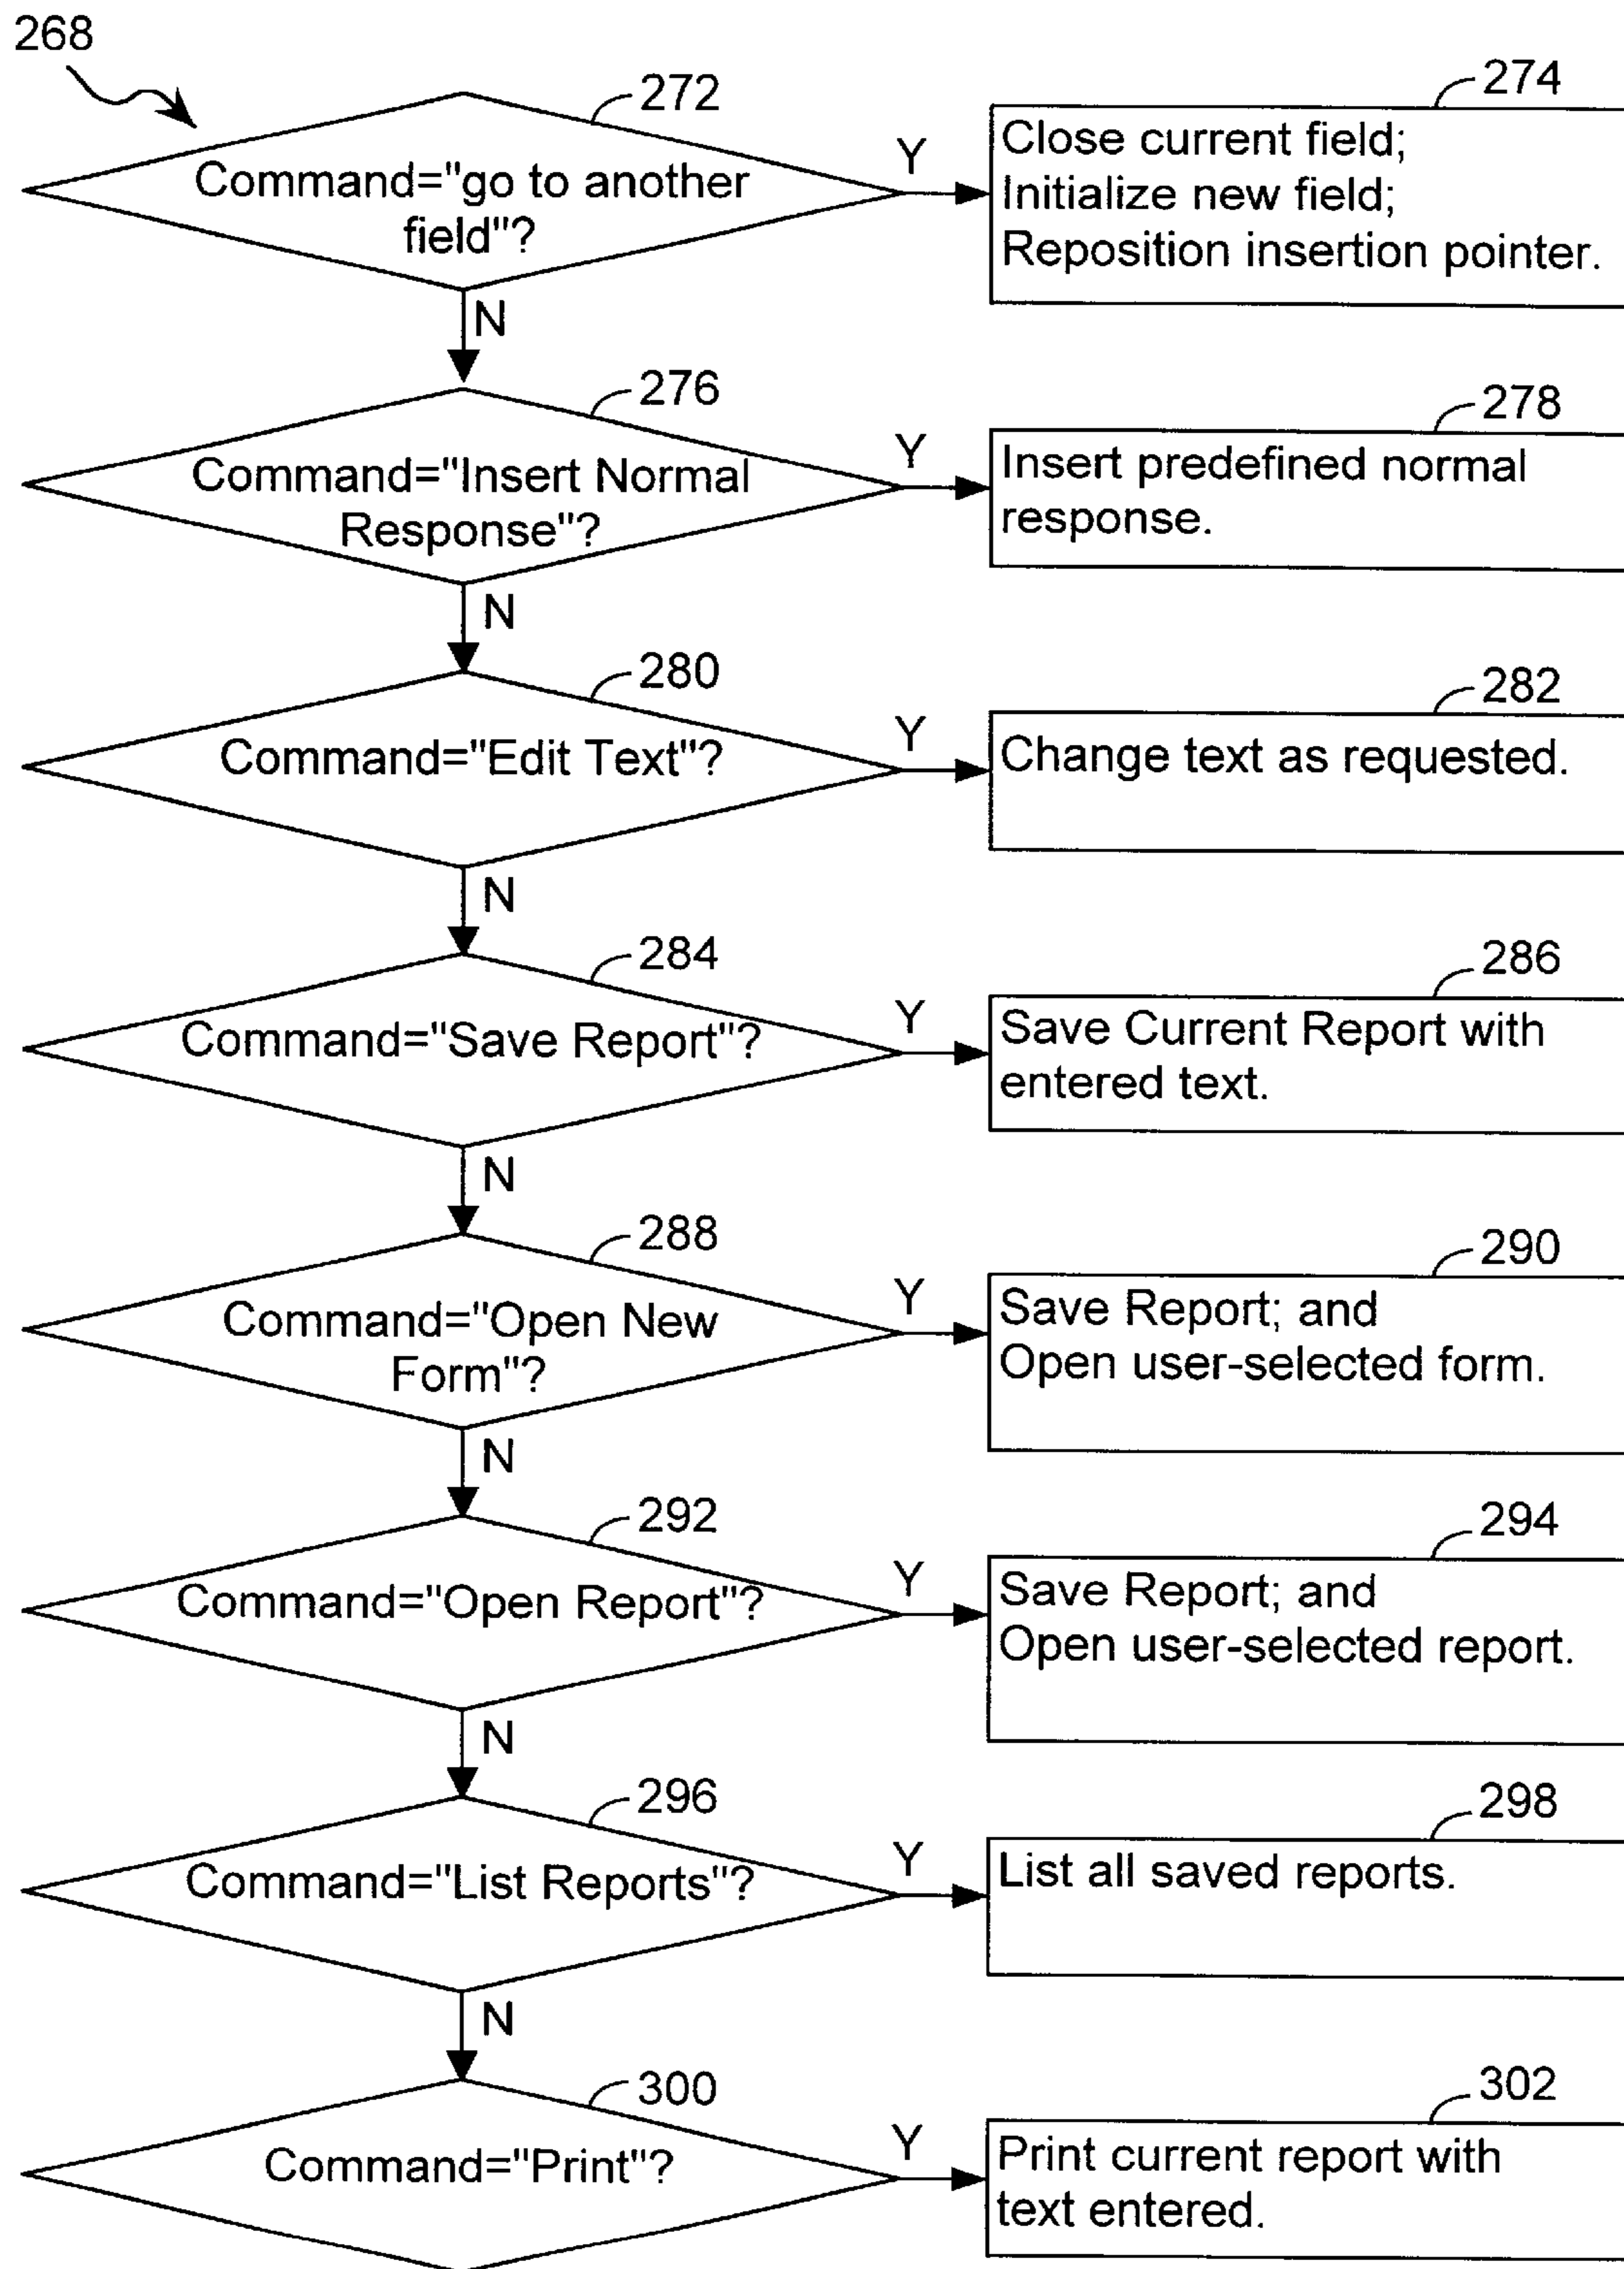 268
272
Command="go to another
field"?
Y
274
Close current field;
Initialize new field;
Reposition insertion pointer.
N
276
Command="Insert Normal
Response"?
Y
278
Insert predefined normal
response.
N
280
Command="Edit Text"?
Y
282
Change text as requested.
N
284
Command="Save Report"?
Y
286
Save Current Report with
entered text.
N
288
Command="Open New
Form"?
Y
290
Save Report; and
Open user-selected form.
N
292
Command="Open Report"?
Y
294
Save Report; and
Open user-selected report.
N
296
Command="List Reports"?
Y
298
List all saved reports.
N
300
Command="Print"?
Y
302
Print current report with
text entered.